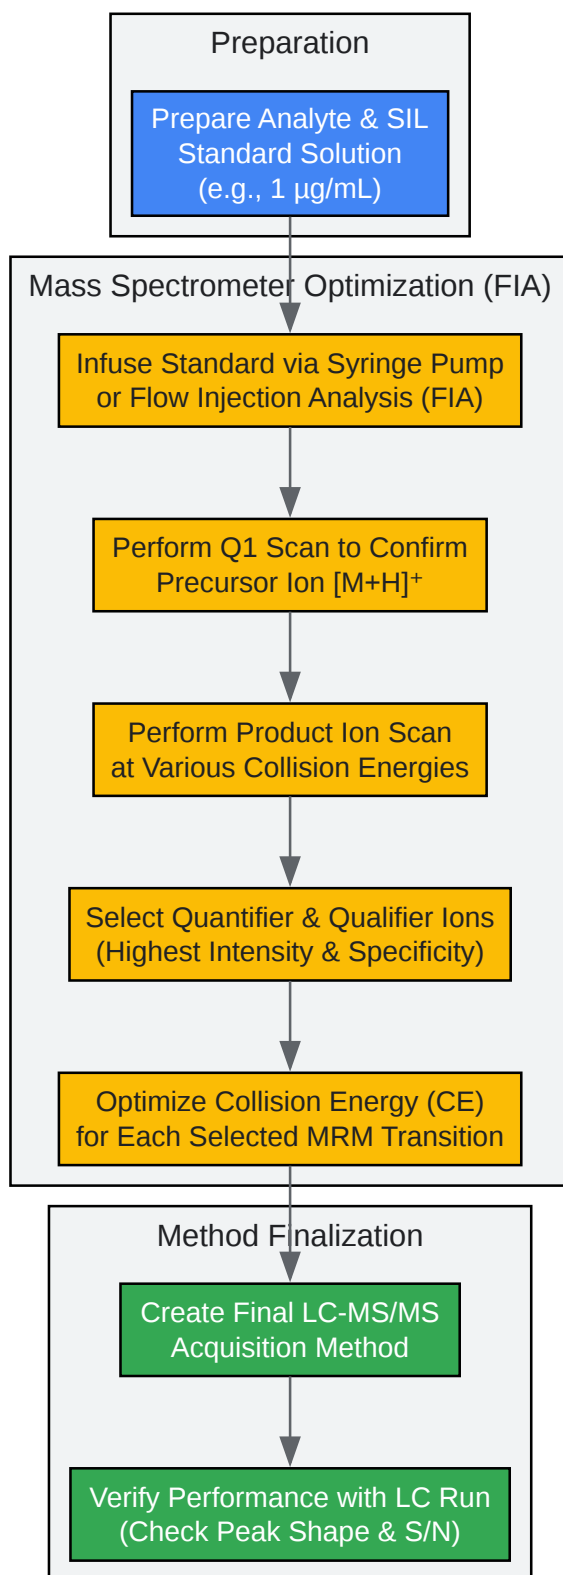 Preparation
Prepare Analyte & SIL
Standard Solution
(e.g., 1 µg/mL)
Mass Spectrometer Optimization (FIA)
Infuse Standard via Syringe Pump
or Flow Injection Analysis (FIA)
Perform Q1 Scan to Confirm
Precursor Ion [M+H]⁺
Perform Product Ion Scan
at Various Collision Energies
Select Quantifier & Qualifier Ions
(Highest Intensity & Specificity)
Optimize Collision Energy (CE)
for Each Selected MRM Transition
Method Finalization
Create Final LC-MS/MS
Acquisition Method
Verify Performance with LC Run
(Check Peak Shape & S/N)